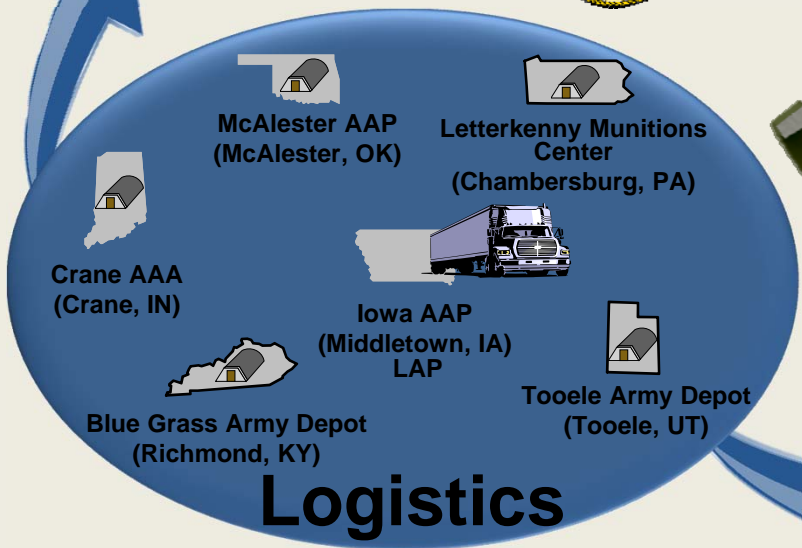 McAlester AAP
(McAlester, OK)
Letterkenny Munitions
Center
(Chambersburg, PA)
Crane AAA
(Crane, IN)
Iowa AAP
(Middletown, IA)
LAP
Tooele Army Depot
(Tooele, UT)
Blue Grass Army Depot
(Richmond, KY)
Logistics